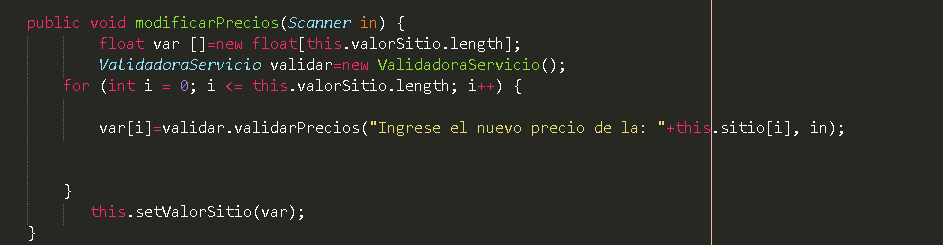 public void modificarPrecios(Scanner in) {
float var []=new float[this.valorSitio.length];
ValidadoraServicio validar=new ValidadoraServicio();
for (int i = 0; i <= this.valorSitio.length; i++) {
var[i]=validar.validarPrecios("Ingrese el nuevo precio de la: "+this.sitio[i], in);
}
this.setValorSitio(var);
}